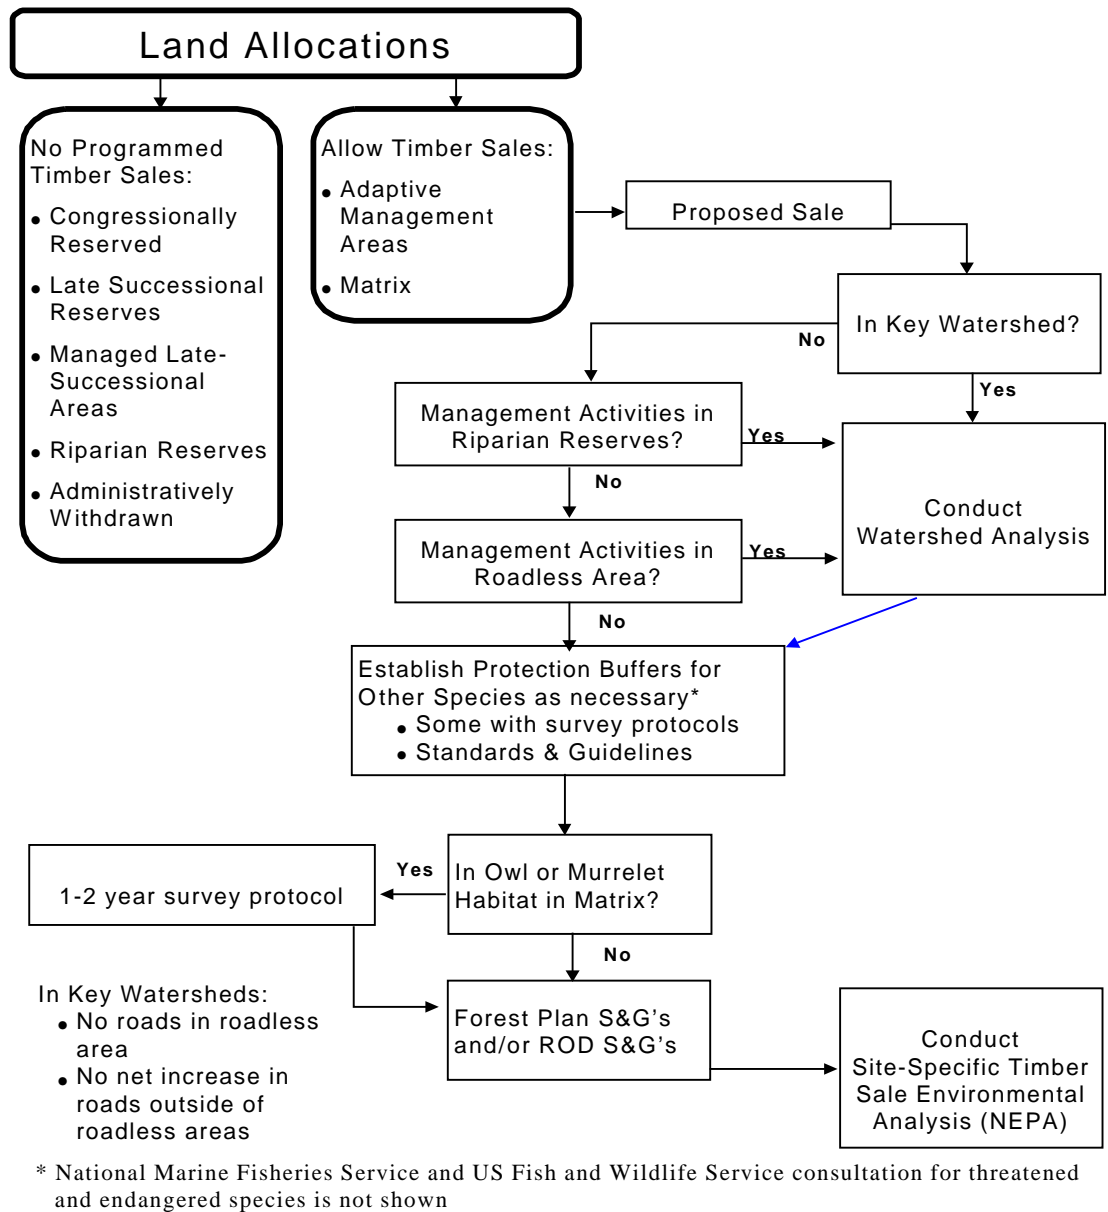 Land Allocations
No Programmed
Timber Sales:
• Congressionally
Reserved
• Late Successional
Reserves
• Managed Late-
Successional
Areas
• Riparian Reserves
• Administratively
Withdrawn
Allow Timber Sales:
• Adaptive
Management
Areas
• Matrix
Proposed Sale
In Key Watershed?
No
Yes
Management Activities in
Riparian Reserves?
Yes
No
Conduct
Watershed Analysis
Management Activities in
Roadless Area?
Yes
No
Establish Protection Buffers for
Other Species as necessary*
• Some with survey protocols
• Standards & Guidelines
In Owl or Murrelet
Habitat in Matrix?
Yes
1-2 year survey protocol
No
In Key Watersheds:
• No roads in roadless
area
• No net increase in
roads outside of
roadless areas
Forest Plan S&G's
and/or ROD S&G's
Conduct
Site-Specific Timber
Sale Environmental
Analysis (NEPA)
* National Marine Fisheries Service and US Fish and Wildlife Service consultation for threatened
and endangered species is not shown